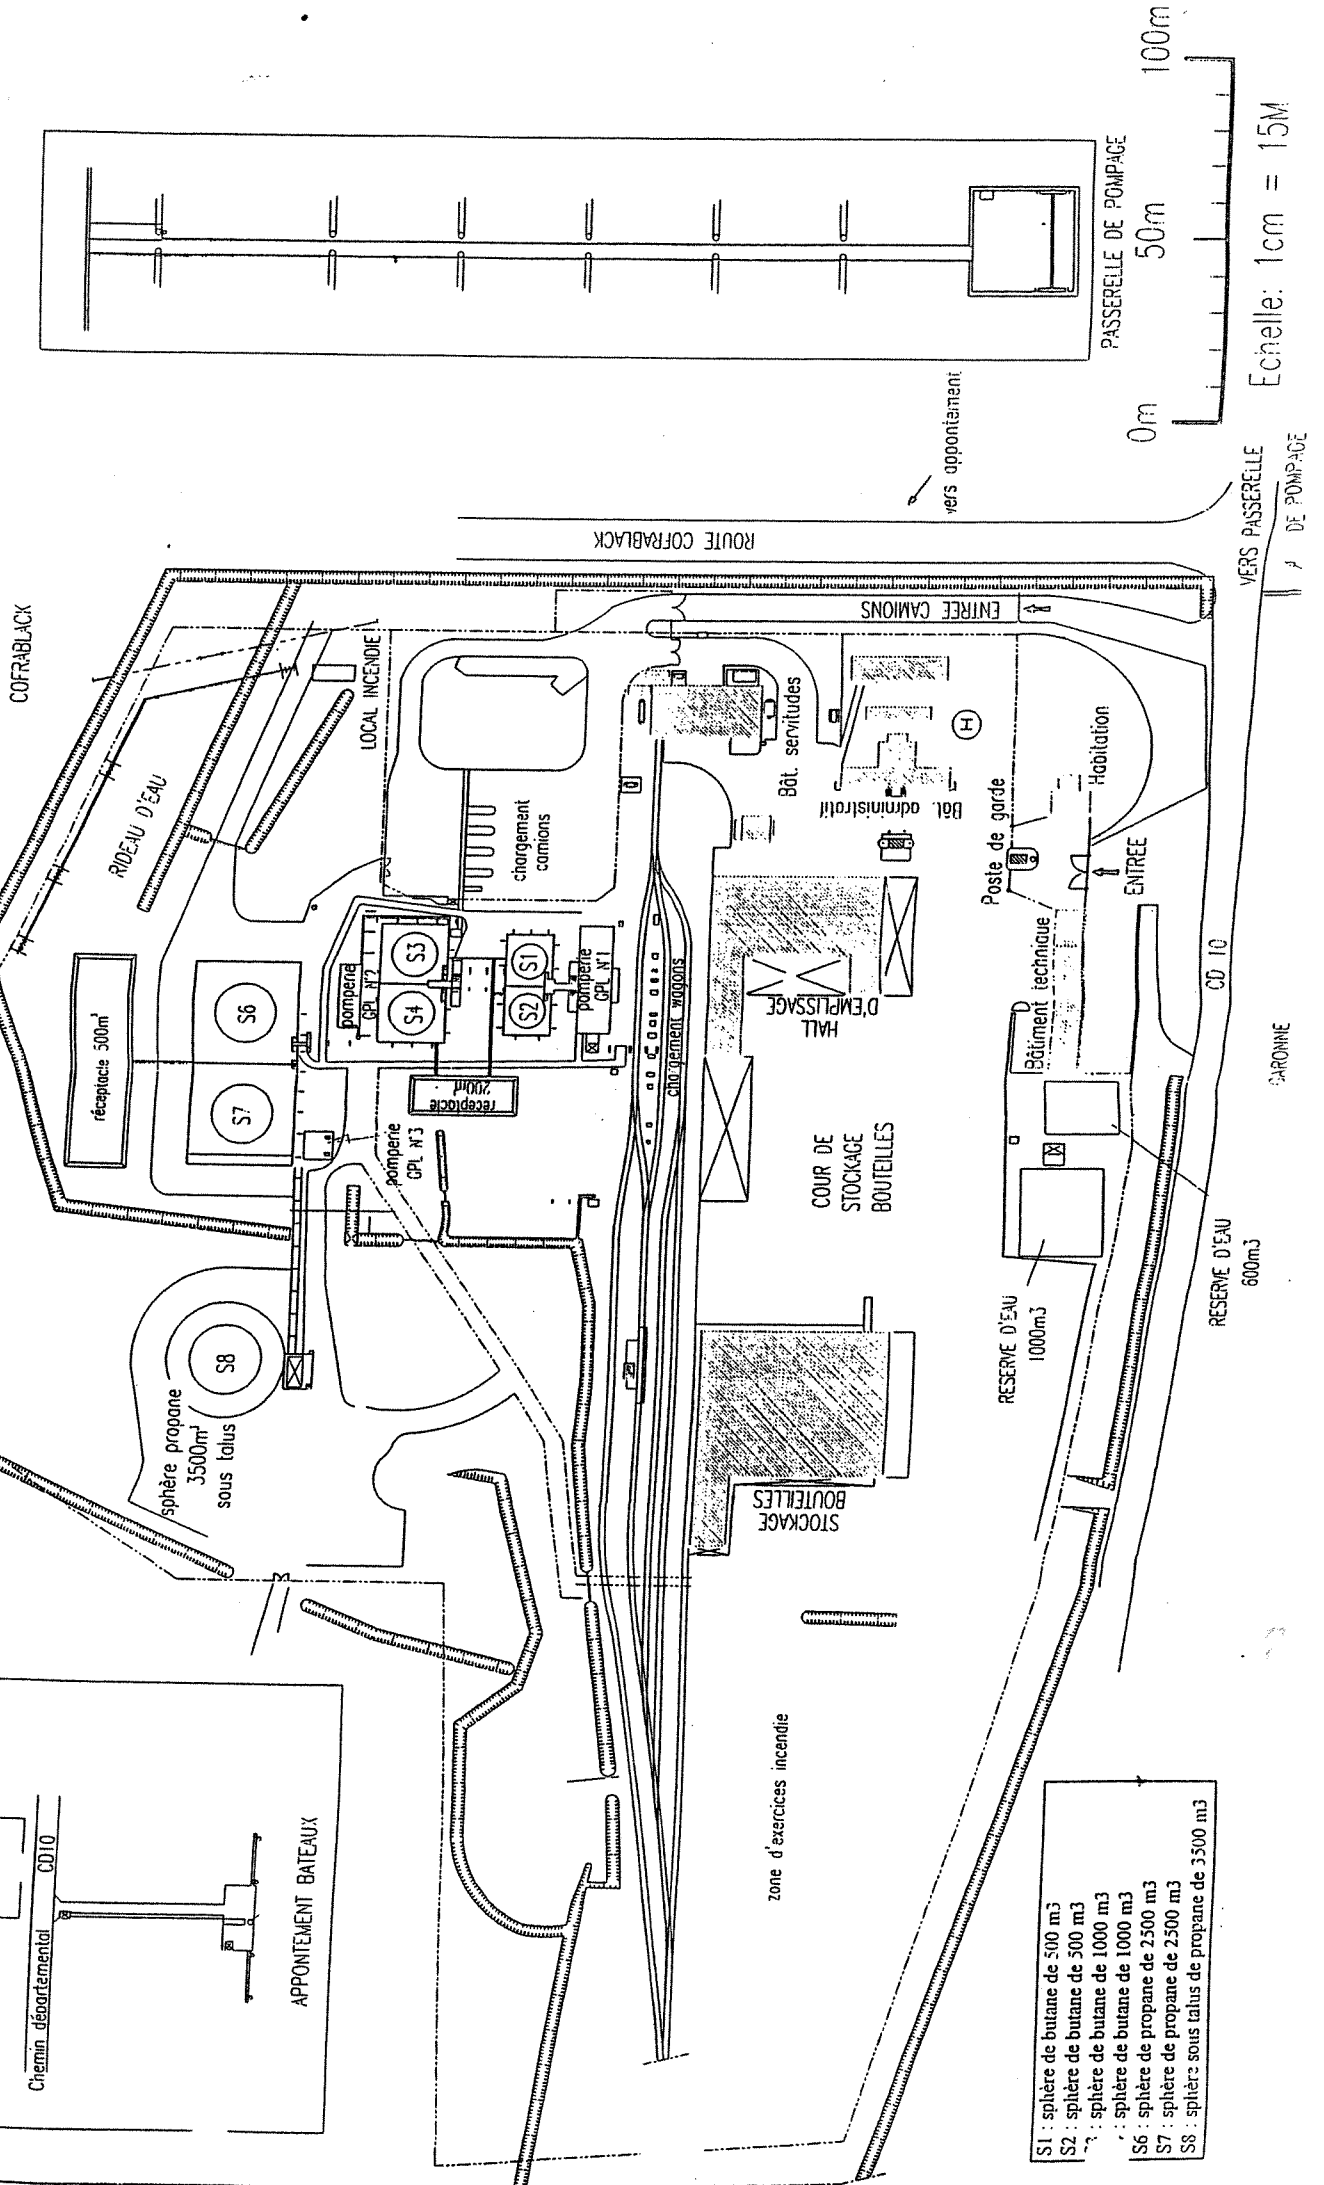 COFRABLACK
RIDEAU D'EAU
LOCAL INCENDIE
ROUTE COFRABLACK
vers appontement
PASSERELLE DE POMPAGE
0m
50m
100m
Echelle: 1cm = 15M
VERS PASSERELLE
DE POMPAGE
ENTREE CAMIONS
réceptacle 500m³
S6
S7
pomperie
GPL N°2
S3
S4
S1
S2
pomperie
GPL N°1
réceptacle
200m³
pomperie
GPL N°3
chargement
camions
chargement wagons
Bât. servitudes
Bât. administratif
H
Poste de garde
Habitation
ENTREE
Bâtiment technique
HALL
D'EMPLISSAGE
COUR DE
STOCKAGE
BOUTEILLES
CD 10
GARONNE
RESERVE D'EAU
600m3
RESERVE D'EAU
1000m3
sphère propane
3500m³
sous talus
S8
STOCKAGE
BOUTEILLES
zone d'exercices incendie
Chemin départemental CD10
APPONTEMENT BATEAUX
S1 : sphère de butane de 500 m3
S2 : sphère de butane de 500 m3
: sphère de butane de 1000 m3
: sphère de butane de 1000 m3
S6 : sphère de propane de 2500 m3
S7 : sphère de propane de 2500 m3
S8 : sphère sous talus de propane de 3500 m3